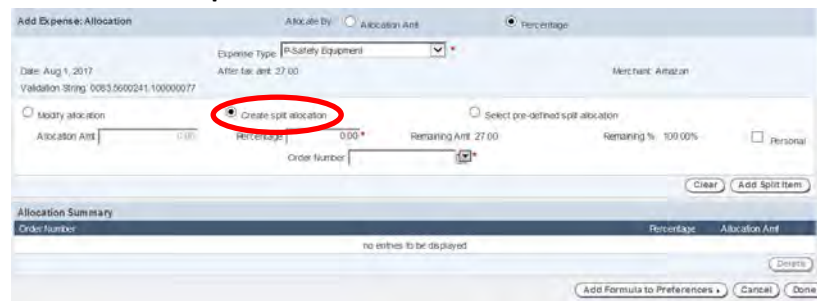 Add Expense: Allocation Allocate By: Allocation Amt Percentage
Expense Type P-Safety Equipment *
Date: Aug 1, 2017 After tax amt: 27.00 Merchant: Amazon
Validation String: 0063.5600241.100000077
Modify allocation Create split allocation Select pre-defined split allocation
Allocation Amt 0.00 Percentage 0.00 * Remaining Amt 27.00 Remaining % 100.00% Personal
Order Number *
Clear Add Split Item
Allocation Summary
Order Number Percentage Allocation Amt
no entries to be displayed
Delete
Add Formula to Preferences Cancel Done